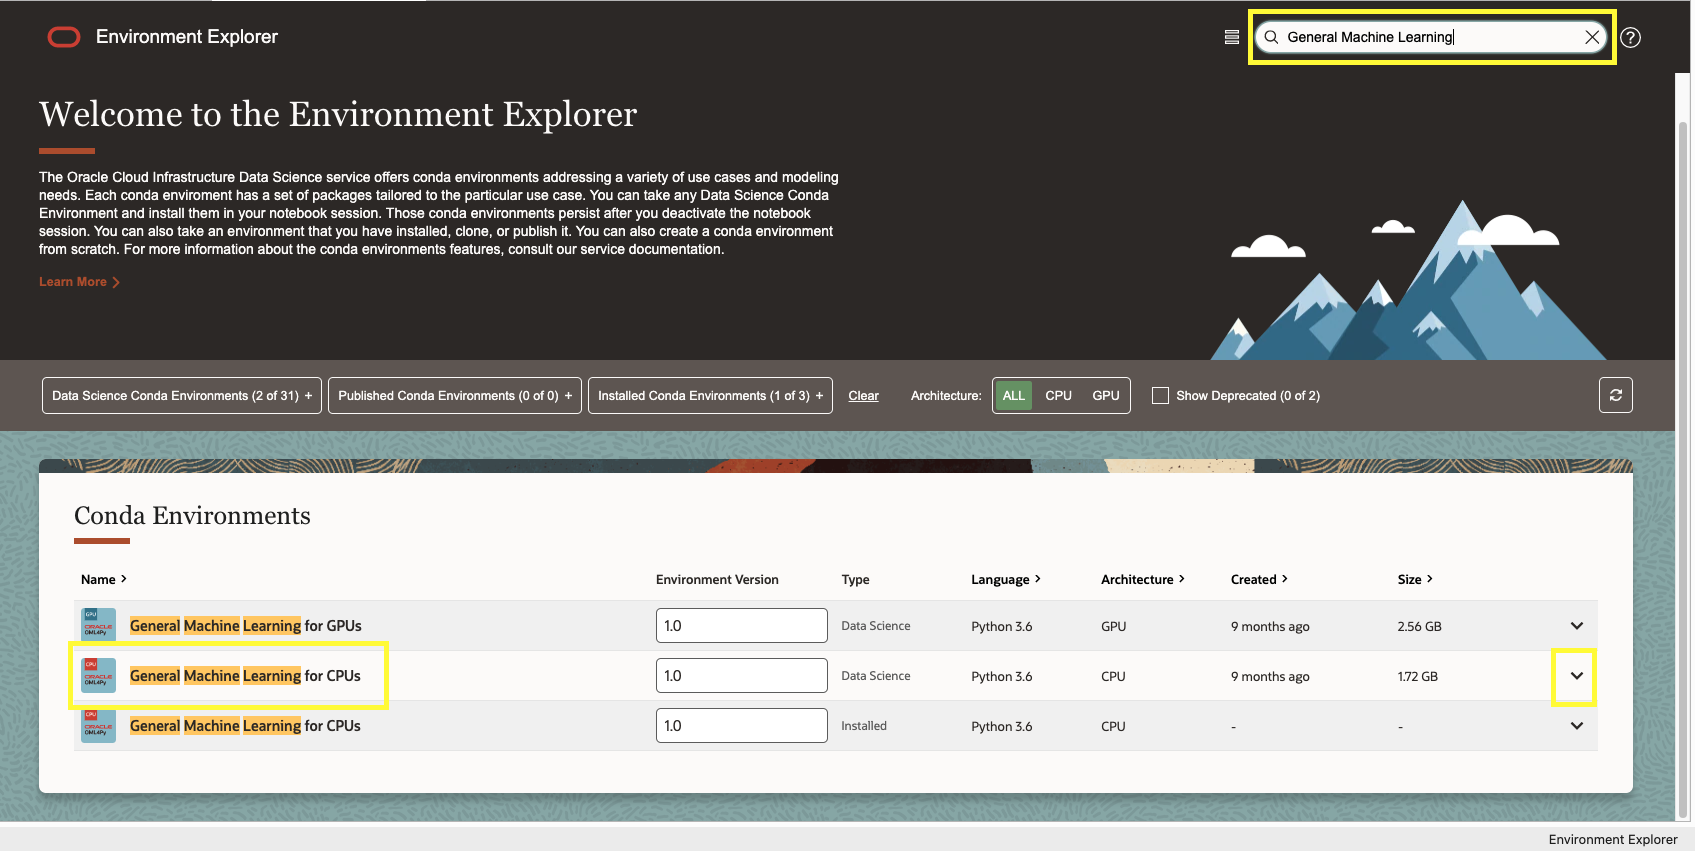 Environment Explorer
General Machine Learning
Welcome to the Environment Explorer
The Oracle Cloud Infrastructure Data Science service offers conda environments addressing a variety of use cases and modeling
needs. Each conda enviroment has a set of packages tailored to the particular use case. You can take any Data Science Conda
Environment and install them in your notebook session. Those conda environments persist after you deactivate the notebook
session. You can also take an environment that you have installed, clone, or publish it. You can also create a conda environment
from scratch. For more information about the conda environments features, consult our service documentation.
Learn More
Data Science Conda Environments (2 of 31) + Published Conda Environments (0 of 0) + Installed Conda Environments (1 of 3) + Clear Architecture: ALL CPU GPU Show Deprecated (0 of 2)
Conda Environments
Name Environment Version Type Language Architecture Created Size
GPU ORACLE OML4Py General Machine Learning for GPUs 1.0 Data Science Python 3.6 GPU 9 months ago 2.56 GB
CPU ORACLE OML4Py General Machine Learning for CPUs 1.0 Data Science Python 3.6 CPU 9 months ago 1.72 GB
CPU ORACLE OML4Py General Machine Learning for CPUs 1.0 Installed Python 3.6 CPU - -
Environment Explorer